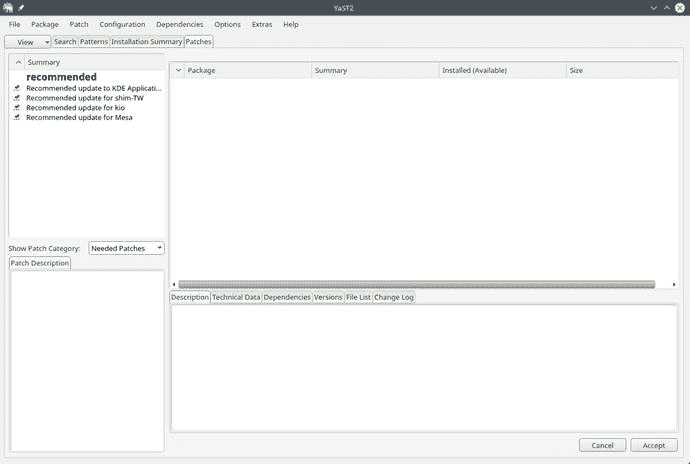 YaST2
File Package Patch Configuration Dependencies Options Extras Help
View Search Patterns Installation Summary Patches
Summary
recommended
Recommended update to KDE Applicati...
Recommended update for shim-TW
Recommended update for kio
Recommended update for Mesa
Package Summary Installed (Available) Size
Show Patch Category: Needed Patches
Patch Description
Description Technical Data Dependencies Versions File List Change Log
Cancel Accept